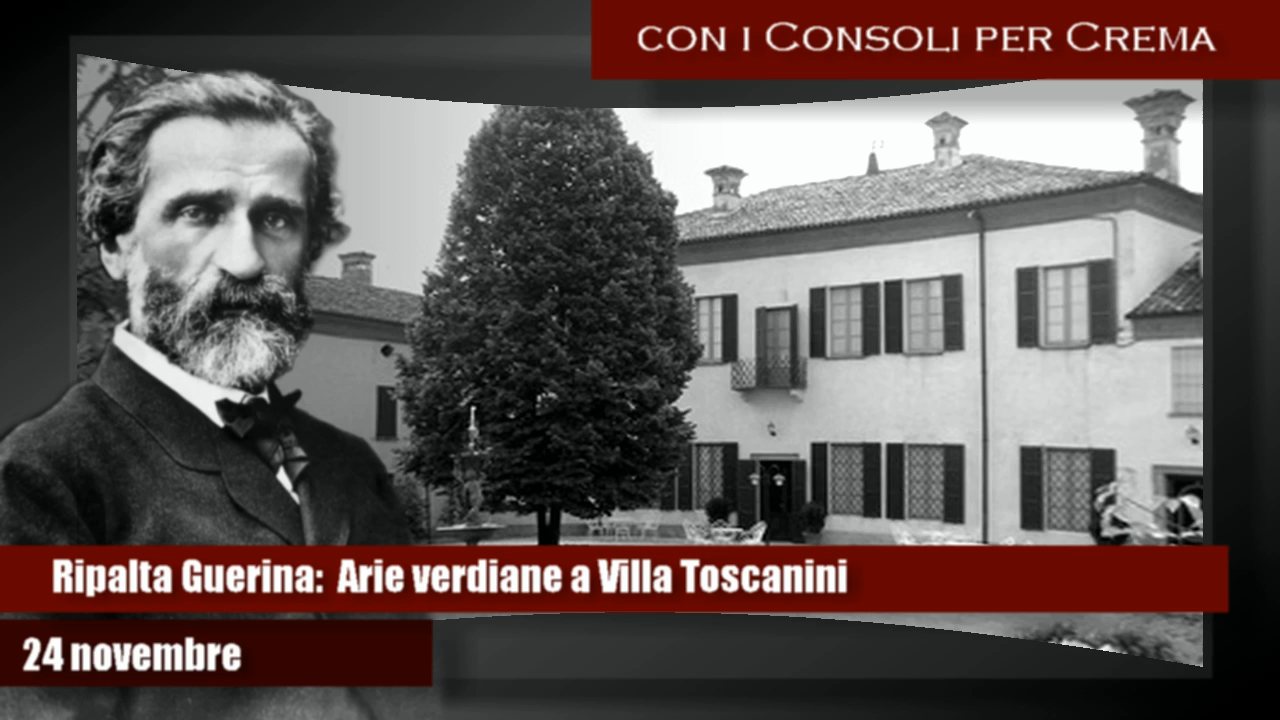 CON I CONSOLI PER CREMA
Ripalta Guerina: Arie verdiane a Villa Toscanini
24 novembre